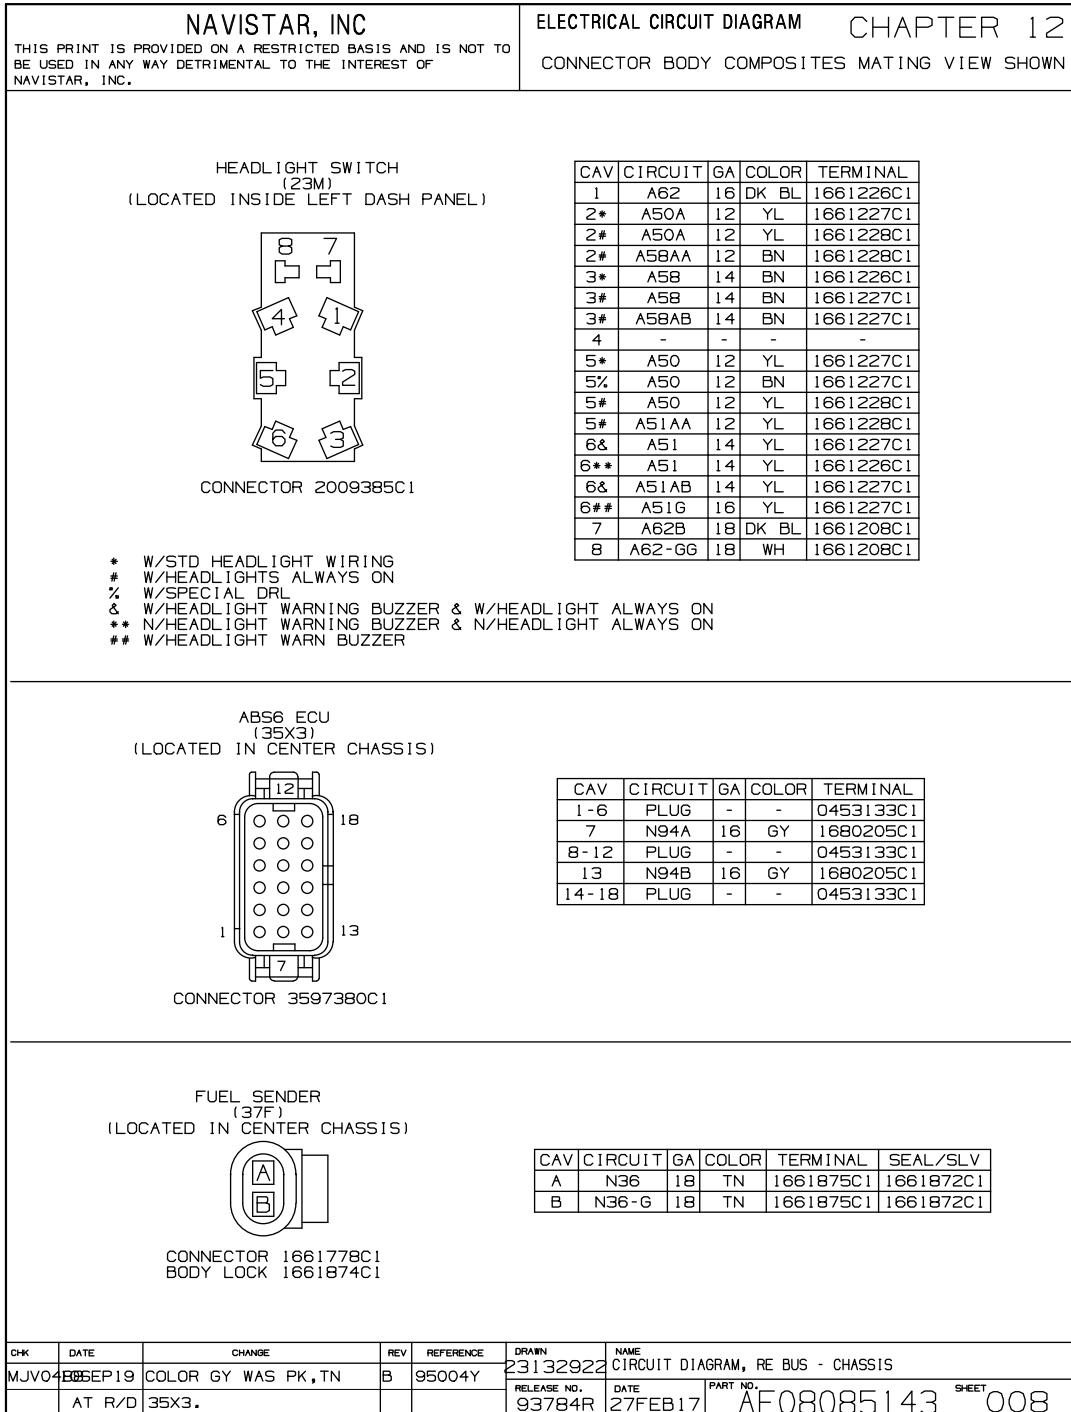 NAVISTAR, INC
THIS PRINT IS PROVIDED ON A RESTRICTED BASIS AND IS NOT TO
BE USED IN ANY WAY DETRIMENTAL TO THE INTEREST OF
NAVISTAR, INC.
ELECTRICAL CIRCUIT DIAGRAM CHAPTER 12
CONNECTOR BODY COMPOSITES MATING VIEW SHOWN
HEADLIGHT SWITCH
(23M)
(LOCATED INSIDE LEFT DASH PANEL)
8 7
4 1
5 2
6 3
CONNECTOR 2009385C1
CAV CIRCUIT GA COLOR TERMINAL
1 A62 16 DK BL 1661226C1
2* A50A 12 YL 1661227C1
2# A50A 12 YL 1661228C1
2# A58AA 12 BN 1661228C1
3* A58 14 BN 1661226C1
3# A58 14 BN 1661227C1
3# A58AB 14 BN 1661227C1
4 - - - -
5* A50 12 YL 1661227C1
5% A50 12 BN 1661227C1
5# A50 12 YL 1661228C1
5# A51AA 12 YL 1661228C1
6& A51 14 YL 1661227C1
6** A51 14 YL 1661226C1
6& A51AB 14 YL 1661227C1
6## A51G 16 YL 1661227C1
7 A62B 18 DK BL 1661208C1
8 A62-GG 18 WH 1661208C1
* W/STD HEADLIGHT WIRING
# W/HEADLIGHTS ALWAYS ON
% W/SPECIAL DRL
& W/HEADLIGHT WARNING BUZZER & W/HEADLIGHT ALWAYS ON
** N/HEADLIGHT WARNING BUZZER & N/HEADLIGHT ALWAYS ON
## W/HEADLIGHT WARN BUZZER
ABS6 ECU
(35X3)
(LOCATED IN CENTER CHASSIS)
12
6 18
1 13
7
CONNECTOR 3597380C1
CAV CIRCUIT GA COLOR TERMINAL
1-6 PLUG - - 0453133C1
7 N94A 16 GY 1680205C1
8-12 PLUG - - 0453133C1
13 N94B 16 GY 1680205C1
14-18 PLUG - - 0453133C1
FUEL SENDER
(37F)
(LOCATED IN CENTER CHASSIS)
A
B
CONNECTOR 1661778C1
BODY LOCK 1661874C1
CAV CIRCUIT GA COLOR TERMINAL SEAL/SLV
A N36 18 TN 1661875C1 1661872C1
B N36-G 18 TN 1661875C1 1661872C1
CHK DATE CHANGE REV REFERENCE DRAWN NAME
COLOR GY WAS PK,TN B 95004Y 23132922 CIRCUIT DIAGRAM, RE BUS - CHASSIS
AT R/D 35X3.
RELEASE NO. DATE PART NO. SHEET
93784R 27FEB17 AF08085143 008